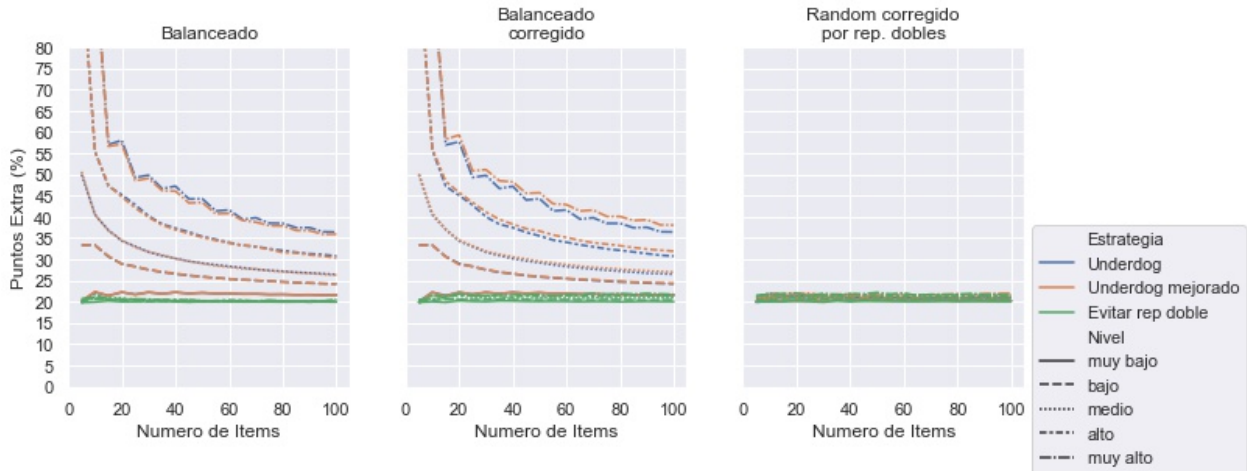 Balanceado
Balanceado
corregido
Random corregido
por rep. dobles
Puntos Extra (%)
80
75
70
65
60
55
50
45
40
35
30
25
20
15
10
5
0
0 20 40 60 80 100
0 20 40 60 80 100
0 20 40 60 80 100
Numero de Items
Numero de Items
Numero de Items
Estrategia
Underdog
Underdog mejorado
Evitar rep doble
Nivel
muy bajo
bajo
medio
alto
muy alto